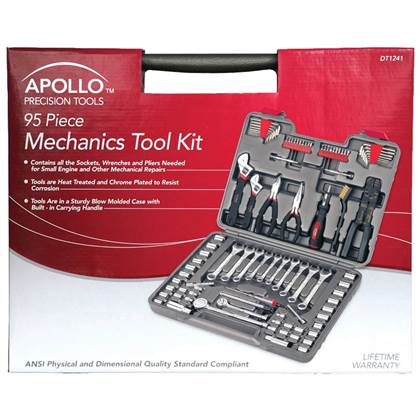 DT1241
APOLLO™
PRECISION TOOLS
95 Piece
Mechanics Tool Kit
• Contains all the Sockets, Wrenches and Pliers Needed
for Small Engine and Other Mechanical Repairs
• Tools are Heat Treated and Chrome Plated to Resist
Corrosion
• Tools are in a Sturdy Blow Molded Case with
Built - in Carrying Handle
ANSI Physical and Dimensional Quality Standard Compliant
LIFETIME
WARRANTY